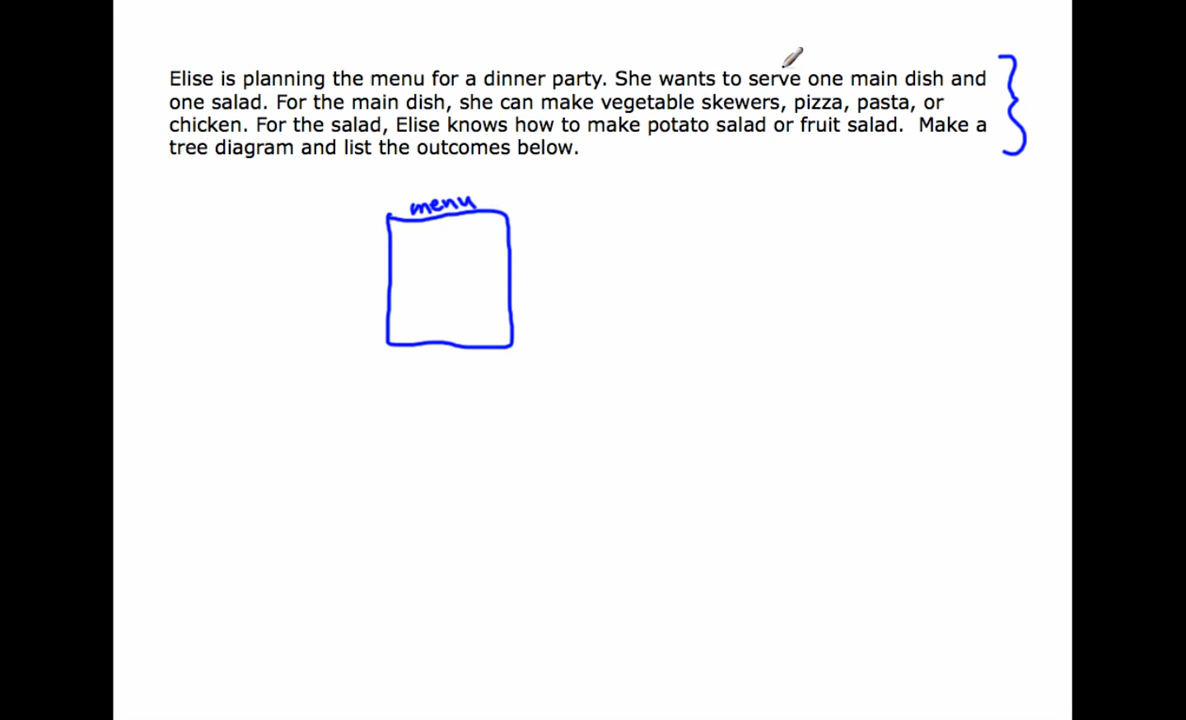 Elise is planning the menu for a dinner party. She wants to serve one main dish and
one salad. For the main dish, she can make vegetable skewers, pizza, pasta, or
chicken. For the salad, Elise knows how to make potato salad or fruit salad. Make a
tree diagram and list the outcomes below.
menu